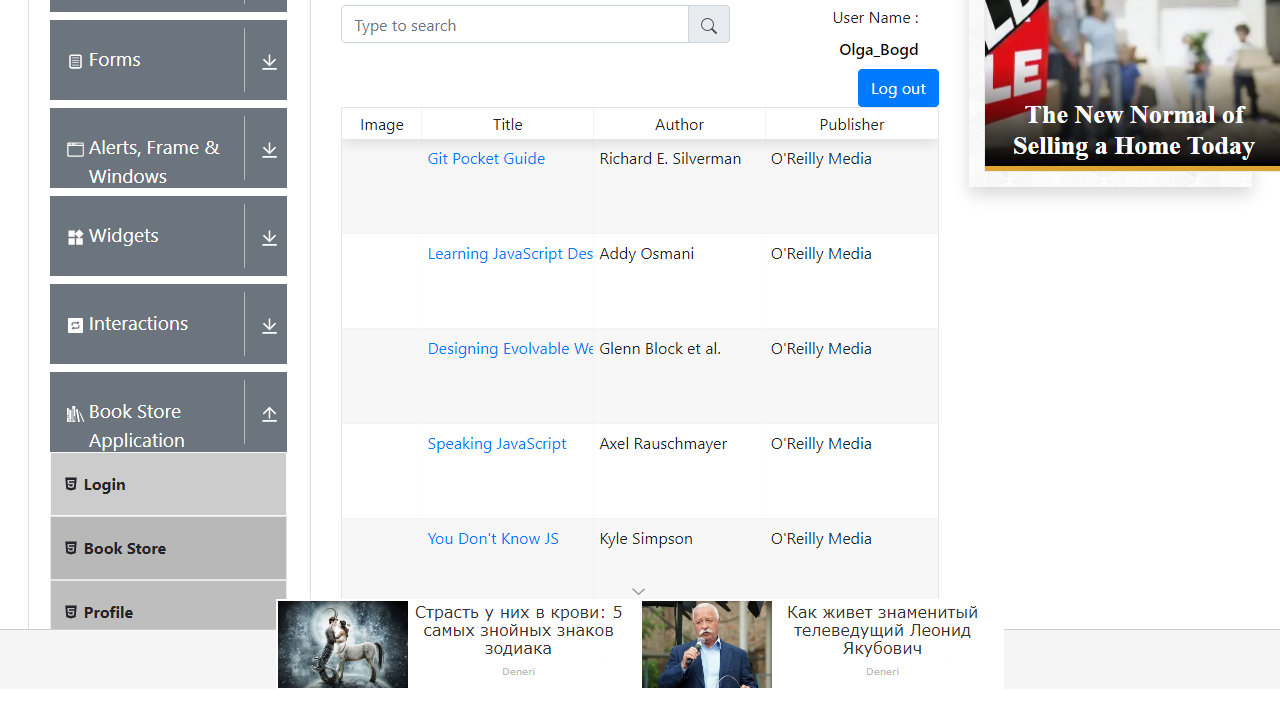 Forms
Alerts, Frame &
Windows
Widgets
Interactions
Book Store
Application
Login
Book Store
Profile
Type to search
User Name :
Olga_Bogd
Log out
Image Title Author Publisher
Git Pocket Guide Richard E. Silverman O'Reilly Media
Learning JavaScript Des Addy Osmani O'Reilly Media
Designing Evolvable We Glenn Block et al. O'Reilly Media
Speaking JavaScript Axel Rauschmayer O'Reilly Media
You Don't Know JS Kyle Simpson O'Reilly Media
The New Normal of
Selling a Home Today
Страсть у них в крови: 5
самых знойных знаков
зодиака
Deneri
Как живет знаменитый
телеведущий Леонид
Якубович
Deneri